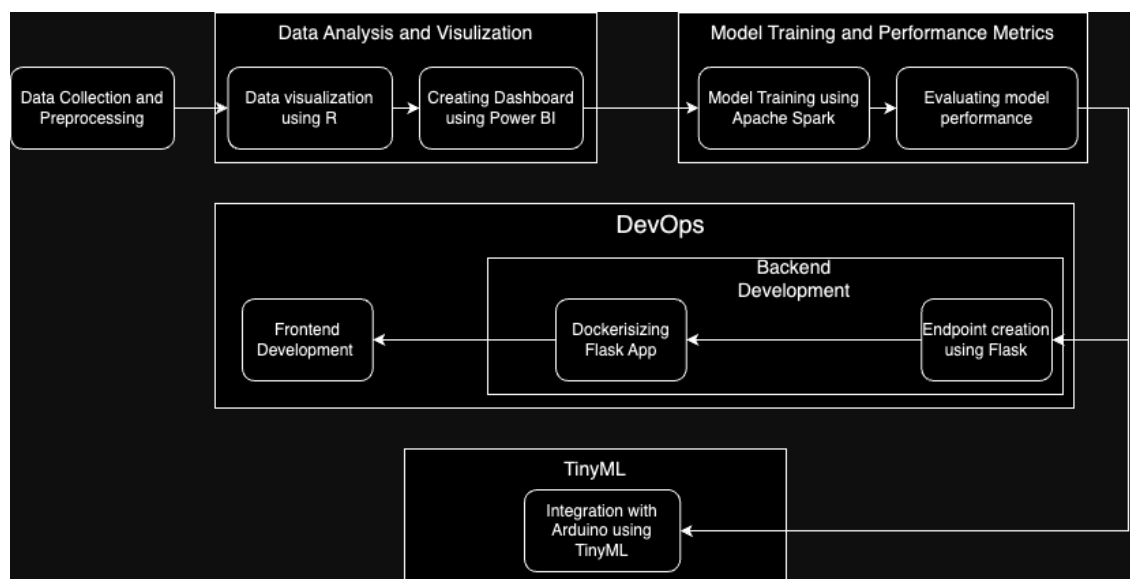 Data Analysis and Visulization
Model Training and Performance Metrics
Data Collection and
Preprocessing
Data visualization
using R
Creating Dashboard
using Power BI
Model Training using
Apache Spark
Evaluating model
performance
DevOps
Backend
Development
Frontend
Development
Dockerisizing
Flask App
Endpoint creation
using Flask
TinyML
Integration with
Arduino using
TinyML